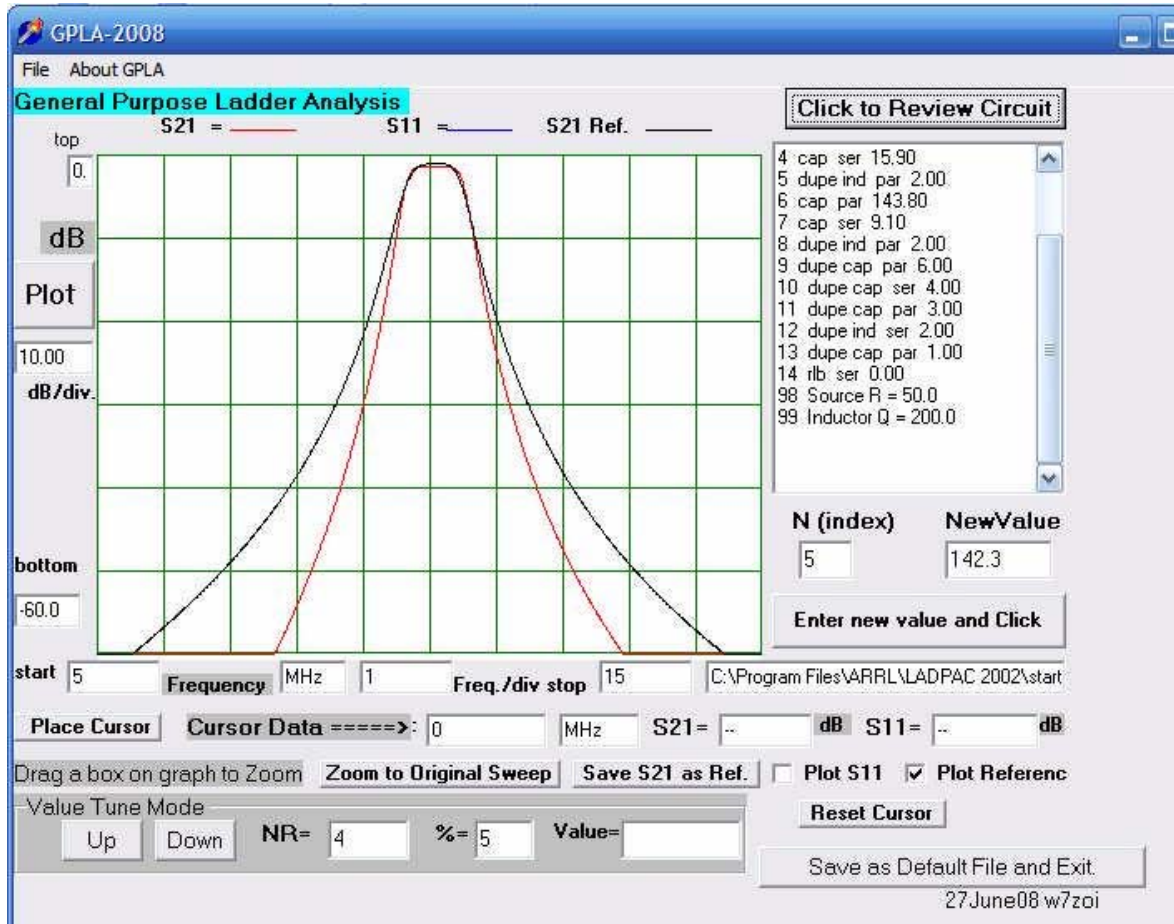 GPLA-2008
File About GPLA
General Purpose Ladder Analysis
Click to Review Circuit
S21 = S11 = S21 Ref.
top
0.
dB
Plot
10.00
dB/div.
bottom
-60.0
4 cap ser 15.90
5 dupe ind par 2.00
6 cap par 143.80
7 cap ser 9.10
8 dupe ind par 2.00
9 dupe cap par 6.00
10 dupe cap ser 4.00
11 dupe cap par 3.00
12 dupe ind ser 2.00
13 dupe cap par 1.00
14 rlb ser 0.00
98 Source R = 50.0
99 Inductor Q = 200.0
N (index) NewValue
5 142.3
Enter new value and Click
start 5 Frequency MHz 1 Freq./div stop 15 C:\Program Files\ARRL\LADPAC 2002\start
Place Cursor Cursor Data =====>: 0 MHz S21= -- dB S11= -- dB
Drag a box on graph to Zoom Zoom to Original Sweep Save S21 as Ref. Plot S11 Plot Referenc
Value Tune Mode
Up Down NR= 4 %= 5 Value=
Reset Cursor
Save as Default File and Exit.
27June08 w7zoi